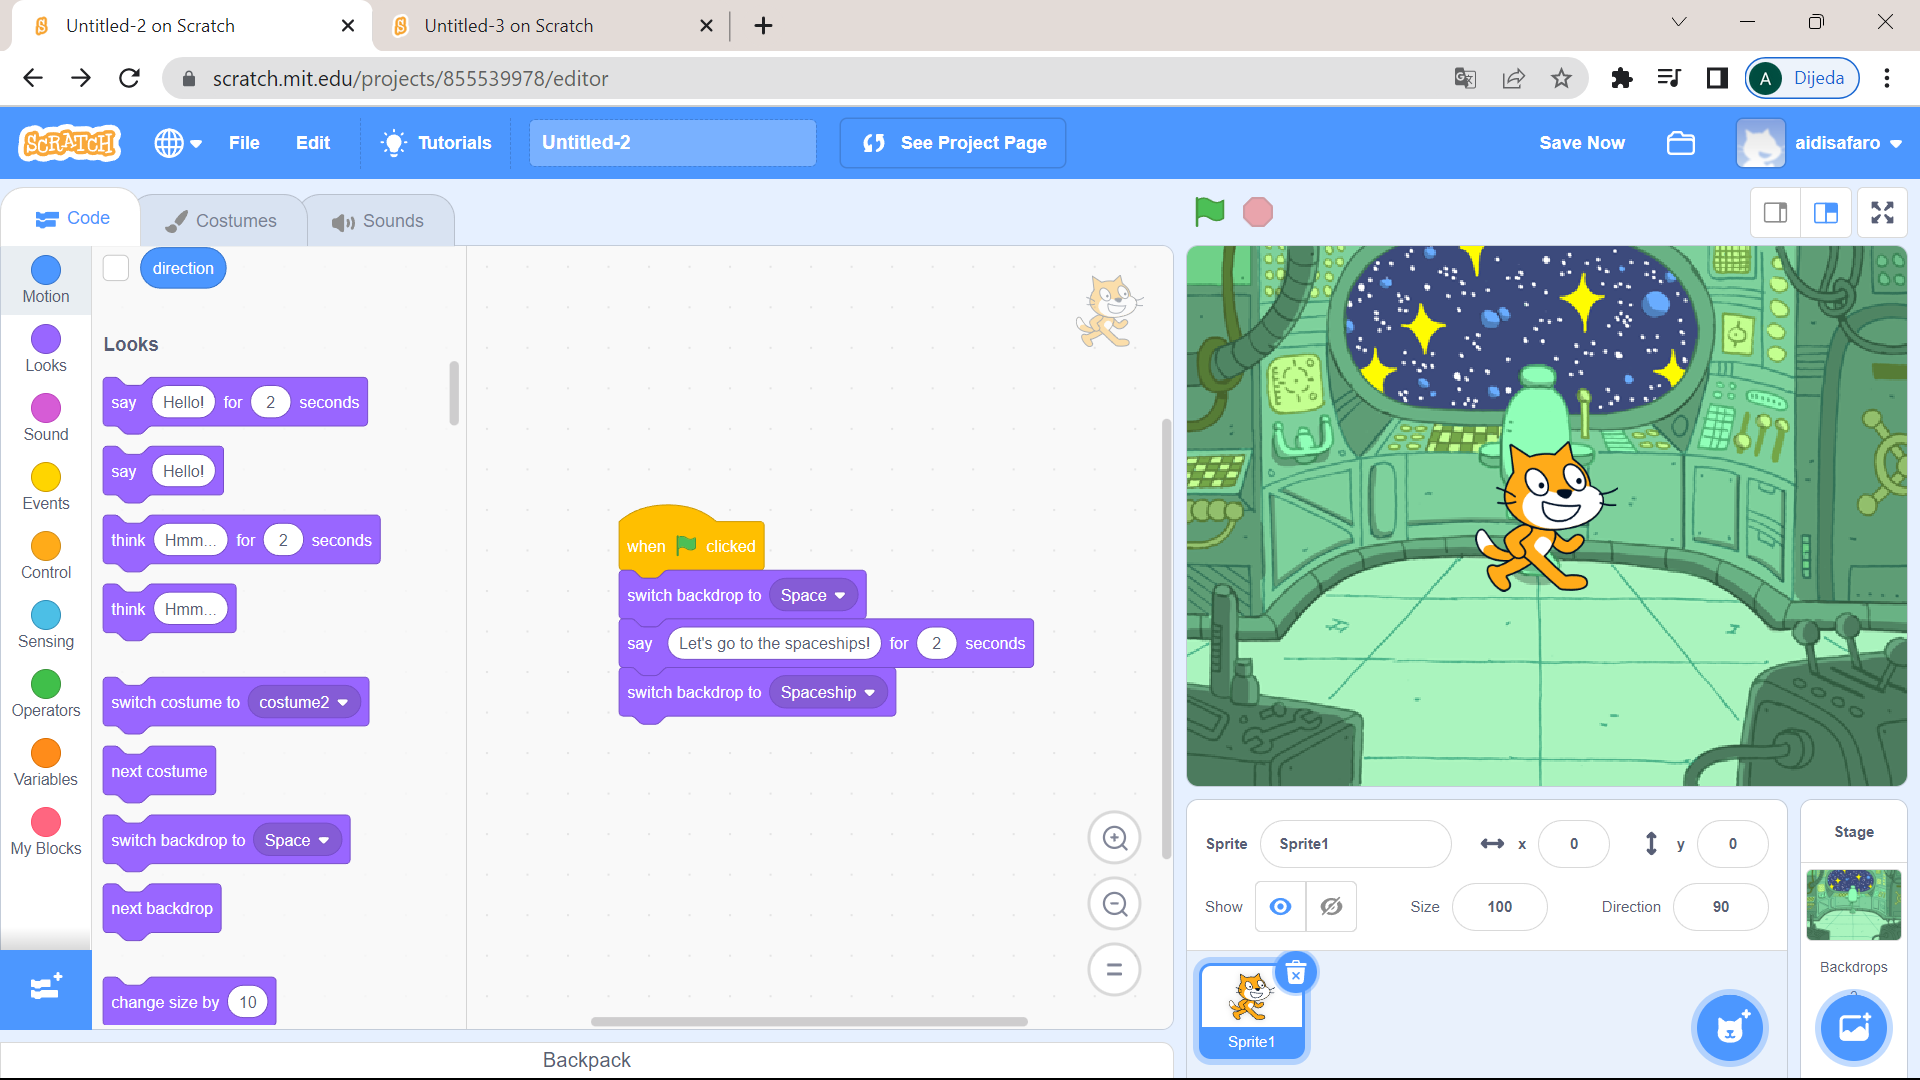 Untitled-2 on Scratch
Untitled-3 on Scratch
scratch.mit.edu/projects/855539978/editor
A Dijeda
SCRATCH
File
Edit
Tutorials
Untitled-2
See Project Page
Save Now
aidisafaro
Code
Costumes
Sounds
Motion
Looks
Sound
Events
Control
Sensing
Operators
Variables
My Blocks
direction
Looks
say Hello! for 2 seconds
say Hello!
think Hmm... for 2 seconds
think Hmm...
switch costume to costume2
next costume
switch backdrop to Space
next backdrop
change size by 10
when clicked
switch backdrop to Space
say Let's go to the spaceships! for 2 seconds
switch backdrop to Spaceship
Backpack
Sprite Sprite1 x 0 y 0
Show Size 100 Direction 90
Sprite1
Stage
Backdrops